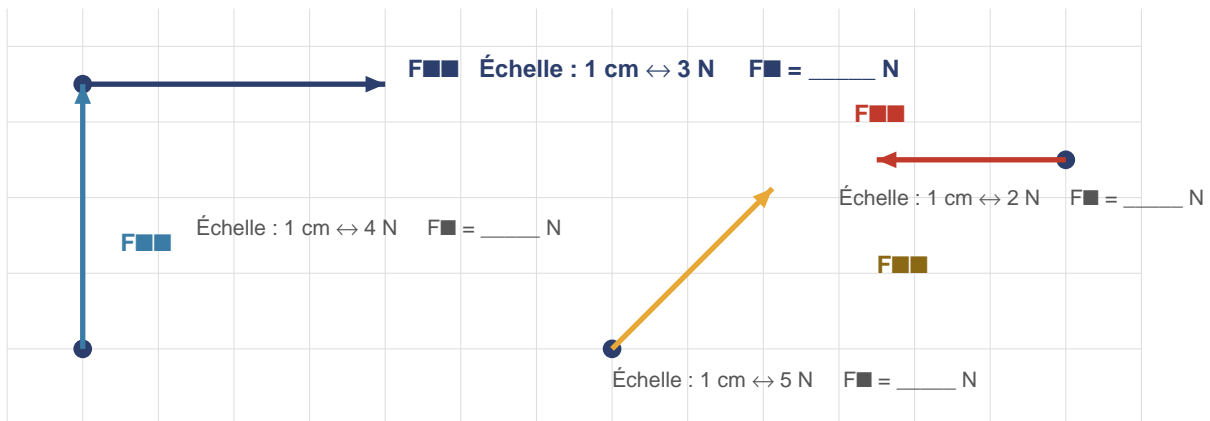 F■■ Échelle : 1 cm ↔ 3 N F■ = _____ N
F■■
Échelle : 1 cm ↔ 2 N F■ = _____ N
Échelle : 1 cm ↔ 4 N F■ = _____ N
F■■
F■■
Échelle : 1 cm ↔ 5 N F■ = _____ N